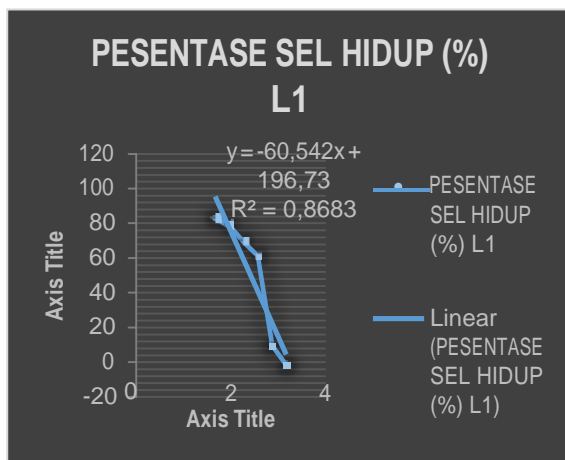 PESENTASE SEL HIDUP (%)
L1
y = -60,542x +
196,73
R² = 0,8683
120
100
80
60
40
20
0
-20
0
2
4
Axis Title
Axis Title
PESENTASE
SEL HIDUP
(%) L1
Linear
(PESENTASE
SEL HIDUP
(%) L1)